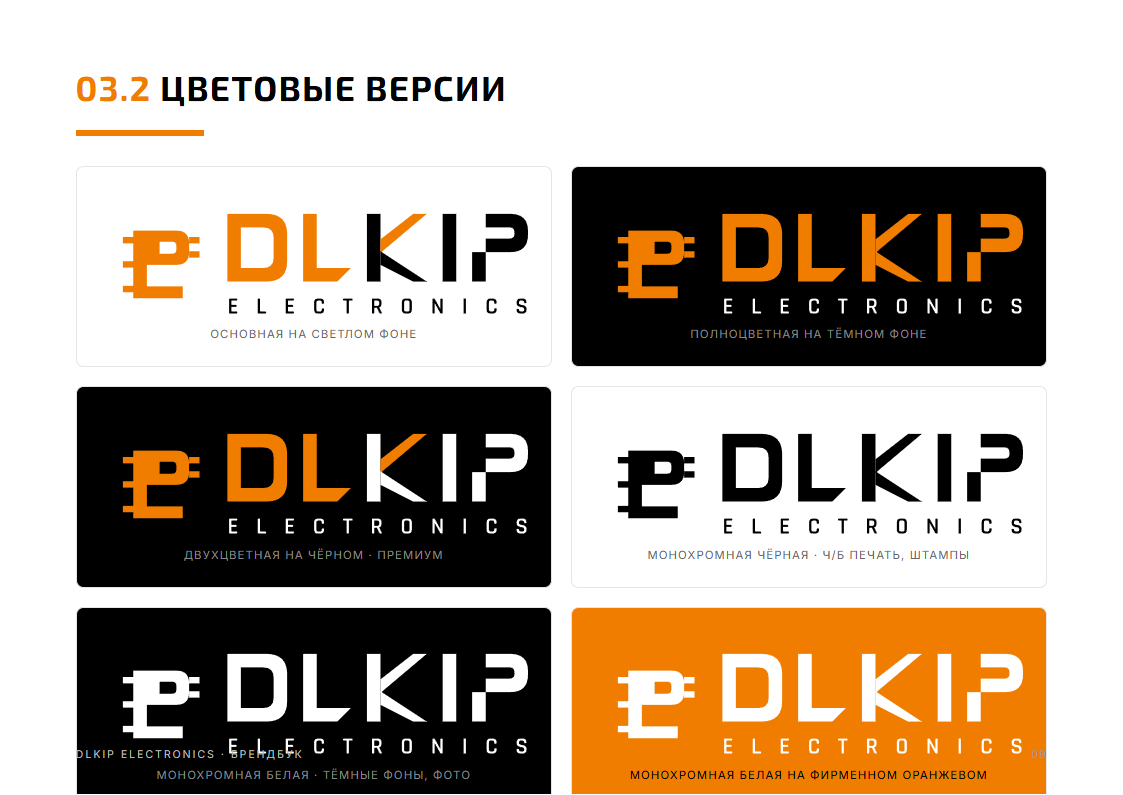 03.2 ЦВЕТОВЫЕ ВЕРСИИ
DLKIP
ELECTRONICS
ОСНОВНАЯ НА СВЕТЛОМ ФОНЕ
DLKIP
ELECTRONICS
ПОЛНОЦВЕТНАЯ НА ТЁМНОМ ФОНЕ
DLKIP
ELECTRONICS
ДВУХЦВЕТНАЯ НА ЧЁРНОМ · ПРЕМИУМ
DLKIP
ELECTRONICS
МОНОХРОМНАЯ ЧЁРНАЯ · Ч/Б ПЕЧАТЬ, ШТАМПЫ
DLKIP
ELECTRONICS
МОНОХРОМНАЯ БЕЛАЯ · ТЁМНЫЕ ФОНЫ, ФОТО
DLKIP
ELECTRONICS
МОНОХРОМНАЯ БЕЛАЯ НА ФИРМЕННОМ ОРАНЖЕВОМ
DLKIP ELECTRONICS · БРЕНДБУК